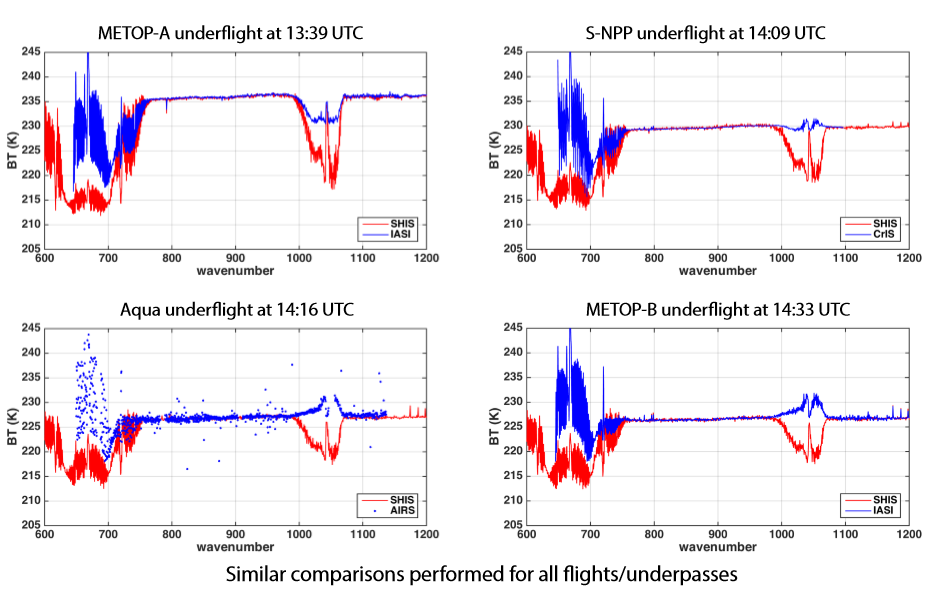 METOP-A underflight at 13:39 UTC
245
240
235
230
225
220
215
210
205
BT (K)
600 700 800 900 1000 1100 1200
wavenumber
SHIS
IASI
S-NPP underflight at 14:09 UTC
245
240
235
230
225
220
215
210
205
BT (K)
600 700 800 900 1000 1100 1200
wavenumber
SHIS
CrIS
Aqua underflight at 14:16 UTC
245
240
235
230
225
220
215
210
205
BT (K)
600 700 800 900 1000 1100 1200
wavenumber
SHIS
AIRS
METOP-B underflight at 14:33 UTC
245
240
235
230
225
220
215
210
205
BT (K)
600 700 800 900 1000 1100 1200
wavenumber
SHIS
IASI
Similar comparisons performed for all flights/underpasses